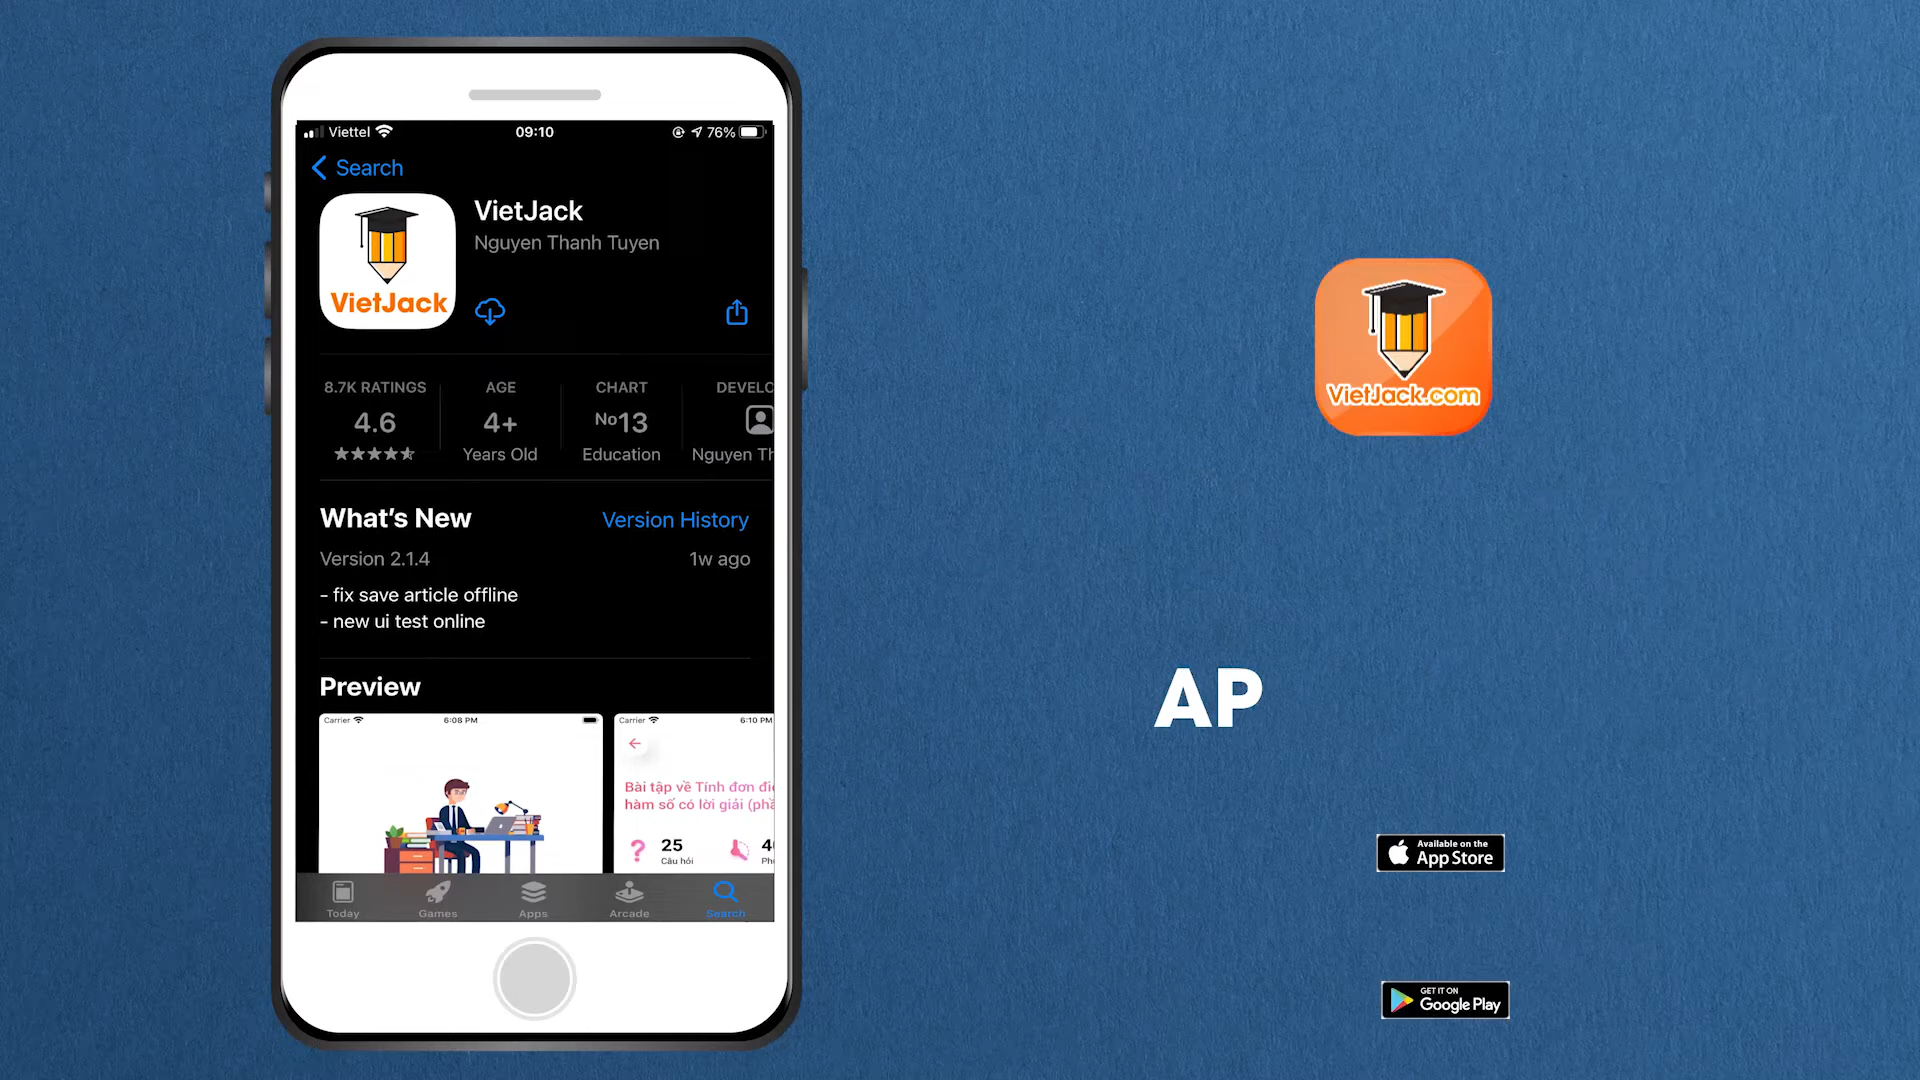 Viettel 09:10 76%
Search
VietJack
Nguyen Thanh Tuyen
VietJack
8.7K RATINGS AGE CHART DEVELO
4.6 4+ No13
Years Old Education Nguyen Th
What's New Version History
Version 2.1.4 1w ago
- fix save article offline
- new ui test online
Preview
Carrier 6:08 PM Carrier 6:10 PM
Bài tập về Tính đơn đi
hàm số có lời giải (ph
25
Câu hỏi
Today Games Apps Arcade Search
VietJack.com
AP
Available on the
App Store
GET IT ON
Google Play